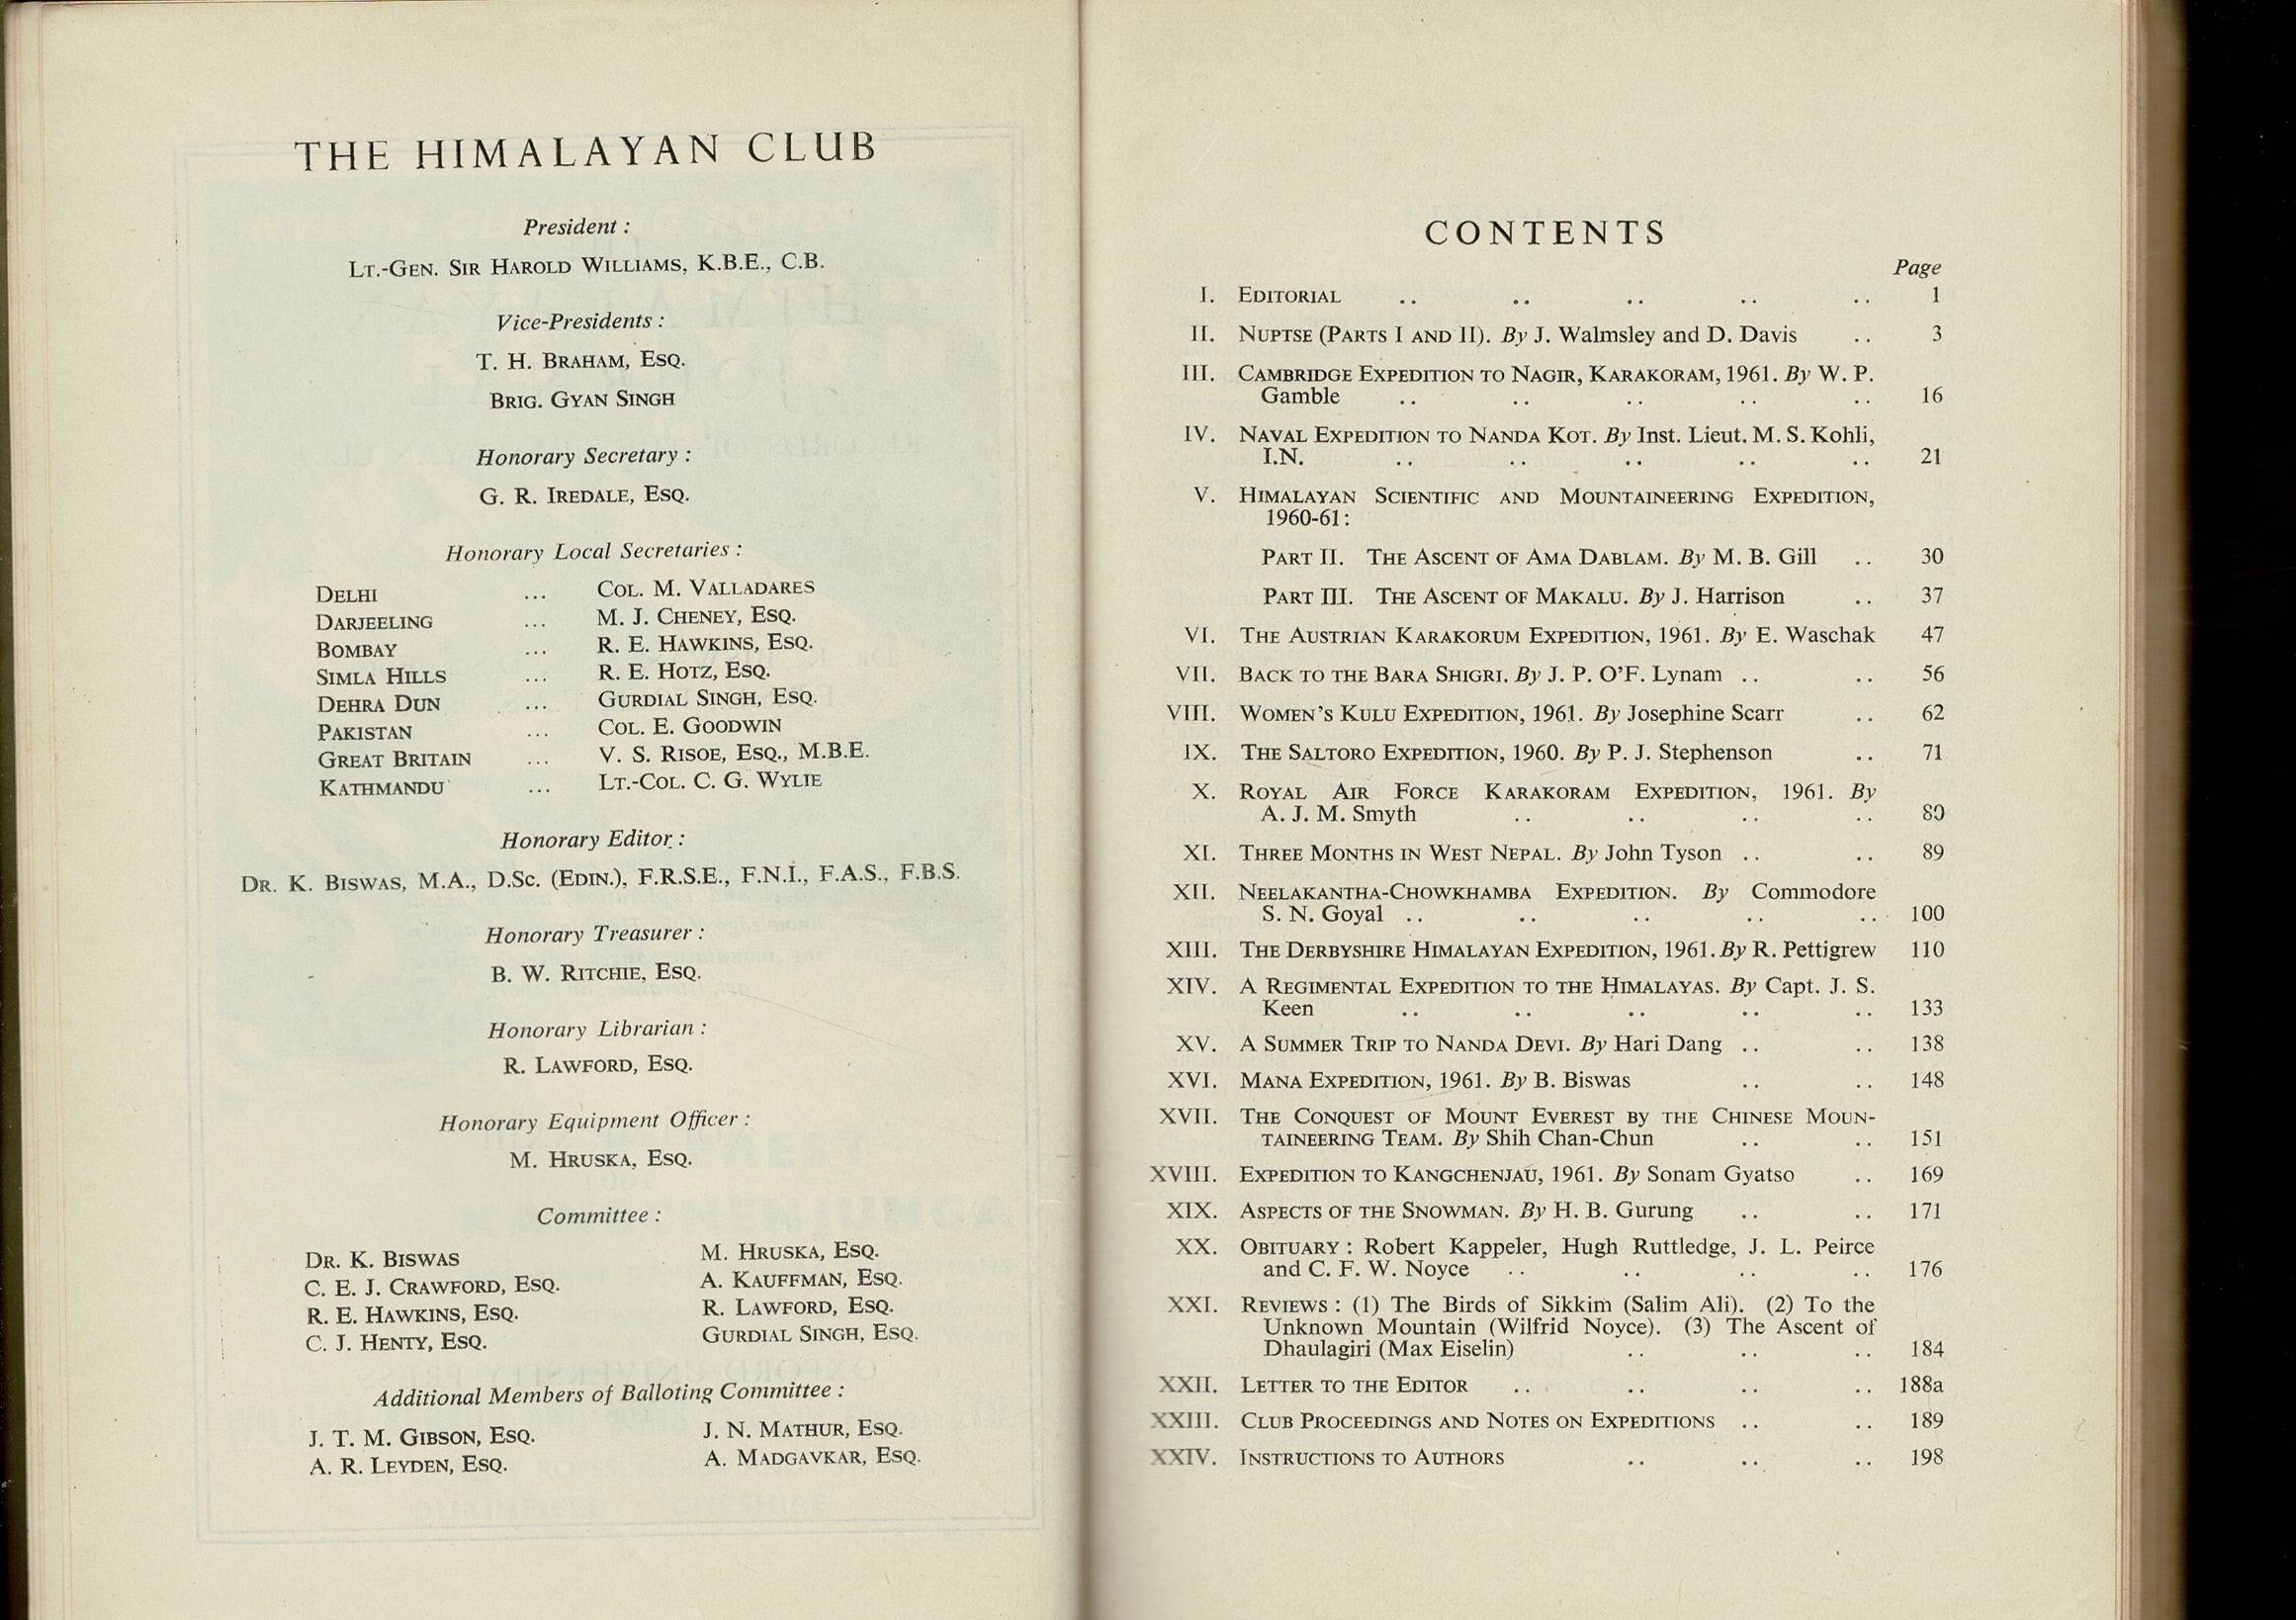 THE HIMALAYAN CLUB
President :
LT.-GEN. SIR HAROLD WILLIAMS, K.B.E., C.B.
Vice-Presidents :
T. H. BRAHAM, ESQ.
BRIG. GYAN SINGH
Honorary Secretary :
G. R. IREDALE, ESQ.
Honorary Local Secretaries :
DELHI ... COL. M. VALLADARES
DARJEELING ... M. J. CHENEY, ESQ.
BOMBAY ... R. E. HAWKINS, ESQ.
SIMLA HILLS ... R. E. HOTZ, ESQ.
DEHRA DUN ... GURDIAL SINGH, ESQ.
PAKISTAN ... COL. E. GOODWIN
GREAT BRITAIN ... V. S. RISOE, ESQ., M.B.E.
KATHMANDU ... LT.-COL. C. G. WYLIE
Honorary Editor :
DR. K. BISWAS, M.A., D.SC. (EDIN.), F.R.S.E., F.N.I., F.A.S., F.B.S.
Honorary Treasurer :
B. W. RITCHIE, ESQ.
Honorary Librarian :
R. LAWFORD, ESQ.
Honorary Equipment Officer :
M. HRUSKA, ESQ.
Committee :
DR. K. BISWAS M. HRUSKA, ESQ.
C. E. J. CRAWFORD, ESQ. A. KAUFFMAN, ESQ.
R. E. HAWKINS, ESQ. R. LAWFORD, ESQ.
C. J. HENTY, ESQ. GURDIAL SINGH, ESQ.
Additional Members of Balloting Committee :
J. T. M. GIBSON, ESQ. J. N. MATHUR, ESQ.
A. R. LEYDEN, ESQ. A. MADGAVKAR, ESQ.
CONTENTS
Page
I. EDITORIAL .. .. .. .. .. 1
II. NUPTSE (PARTS I AND II). By J. Walmsley and D. Davis .. 3
III. CAMBRIDGE EXPEDITION TO NAGIR, KARAKORAM, 1961. By W. P.
Gamble .. .. .. .. .. 16
IV. NAVAL EXPEDITION TO NANDA KOT. By Inst. Lieut. M. S. Kohli,
I.N. .. .. .. .. .. 21
V. HIMALAYAN SCIENTIFIC AND MOUNTAINEERING EXPEDITION,
1960-61:
PART II. THE ASCENT OF AMA DABLAM. By M. B. Gill .. 30
PART III. THE ASCENT OF MAKALU. By J. Harrison .. 37
VI. THE AUSTRIAN KARAKORUM EXPEDITION, 1961. By E. Waschak 47
VII. BACK TO THE BARA SHIGRI. By J. P. O'F. Lynam .. .. 56
VIII. WOMEN'S KULU EXPEDITION, 1961. By Josephine Scarr .. 62
IX. THE SALTORO EXPEDITION, 1960. By P. J. Stephenson .. 71
X. ROYAL AIR FORCE KARAKORAM EXPEDITION, 1961. By
A. J. M. Smyth .. .. .. .. 80
XI. THREE MONTHS IN WEST NEPAL. By John Tyson .. .. 89
XII. NEELAKANTHA-CHOWKHAMBA EXPEDITION. By Commodore
S. N. Goyal .. .. .. .. .. 100
XIII. THE DERBYSHIRE HIMALAYAN EXPEDITION, 1961. By R. Pettigrew 110
XIV. A REGIMENTAL EXPEDITION TO THE HIMALAYAS. By Capt. J. S.
Keen .. .. .. .. .. 133
XV. A SUMMER TRIP TO NANDA DEVI. By Hari Dang .. .. 138
XVI. MANA EXPEDITION, 1961. By B. Biswas .. .. 148
XVII. THE CONQUEST OF MOUNT EVEREST BY THE CHINESE MOUN-
TAINEERING TEAM. By Shih Chan-Chun .. .. 151
XVIII. EXPEDITION TO KANGCHENJAU, 1961. By Sonam Gyatso .. 169
XIX. ASPECTS OF THE SNOWMAN. By H. B. Gurung .. .. 171
XX. OBITUARY : Robert Kappeler, Hugh Ruttledge, J. L. Peirce
and C. F. W. Noyce .. .. .. .. 176
XXI. REVIEWS : (1) The Birds of Sikkim (Salim Ali). (2) To the
Unknown Mountain (Wilfrid Noyce). (3) The Ascent of
Dhaulagiri (Max Eiselin) .. .. .. 184
XXII. LETTER TO THE EDITOR .. .. .. .. 188a
XXIII. CLUB PROCEEDINGS AND NOTES ON EXPEDITIONS .. .. 189
XXIV. INSTRUCTIONS TO AUTHORS .. .. .. 198